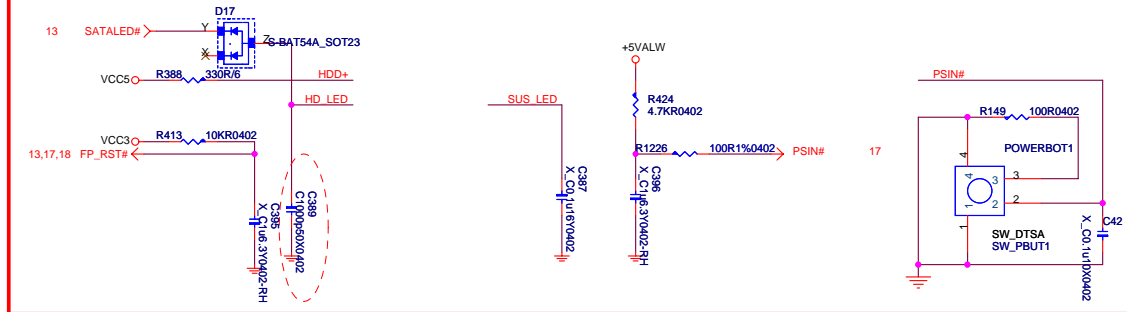 D17
13 SATALED#
Y
X
Z
S-BAT54A_SOT23
VCC5
R388
330R/6
HDD+
HD_LED
VCC3
R413
10KR0402
13,17,18 FP_RST#
C395
X_C1u6.3Y0402-RH
C389
C1000p50X0402
SUS_LED
C387
X_C0.1u16Y0402
+5VALW
R424
4.7KR0402
R1226
100R1%0402
PSIN#
17
C396
X_C1u6.3Y0402-RH
PSIN#
R149
100R0402
POWERBOT1
4
4
3
3
2
2
1
1
SW_DTSA
SW_PBUT1
C42
X_C0.1u10X0402